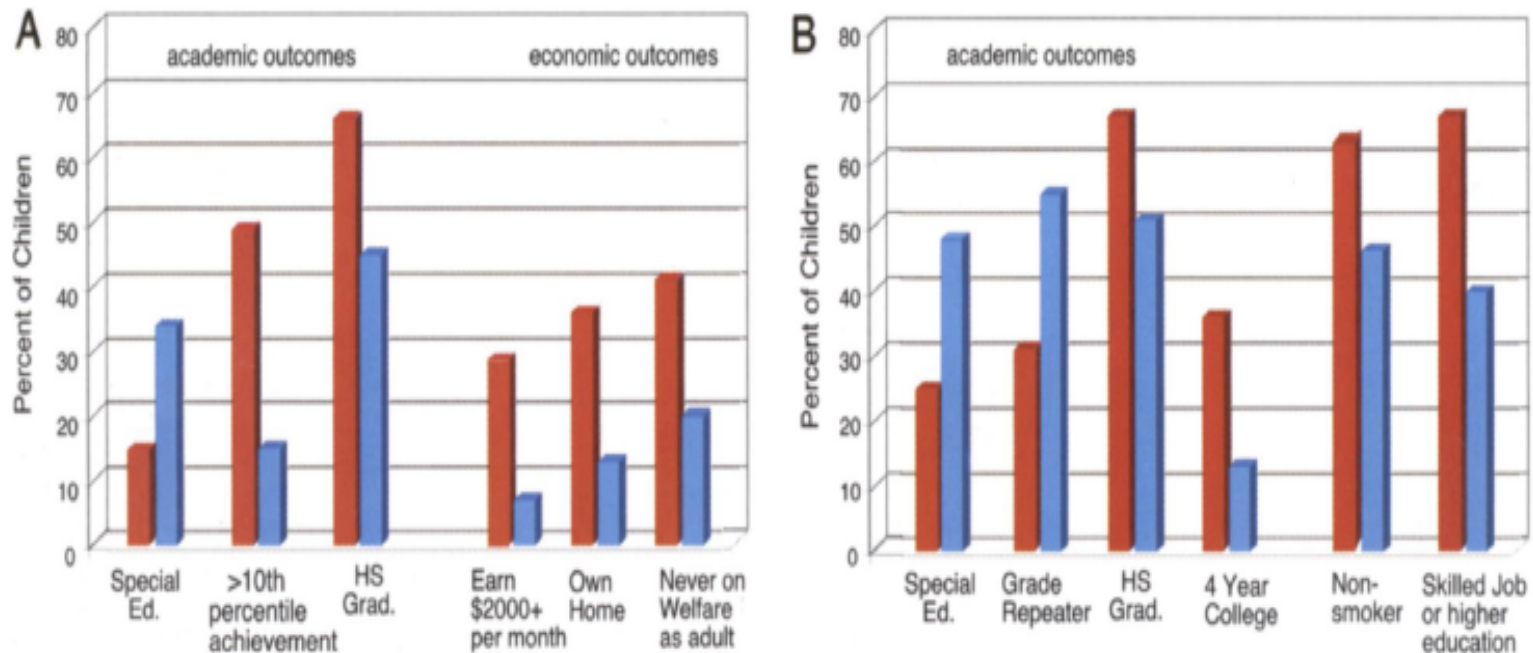 A
academic outcomes
economic outcomes
Percent of Children
80
70
60
50
40
30
20
10
0
Special
Ed.
>10th
percentile
achievement
HS
Grad.
Earn
$2000+
per month
Own
Home
Never on
Welfare
as adult
B
academic outcomes
Percent of Children
80
70
60
50
40
30
20
10
0
Special
Ed.
Grade
Repeater
HS
Grad.
4 Year
College
Non-
smoker
Skilled Job
or higher
education